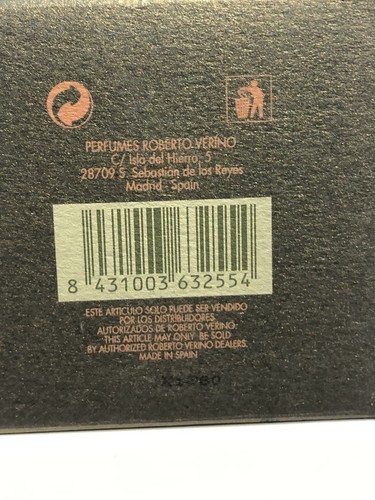 PERFUMES ROBERTO VERINO
C/ Isla del Hierro, 5
28709 S. Sebastián de los Reyes
Madrid - Spain
8 431003 632554
ESTE ARTICULO SOLO PUEDE SER VENDIDO
POR LOS DISTRIBUIDORES
AUTORIZADOS DE ROBERTO VERINO.
THIS ARTICLE MAY ONLY BE SOLD
BY AUTHORIZED ROBERTO VERINO DEALERS.
MADE IN SPAIN